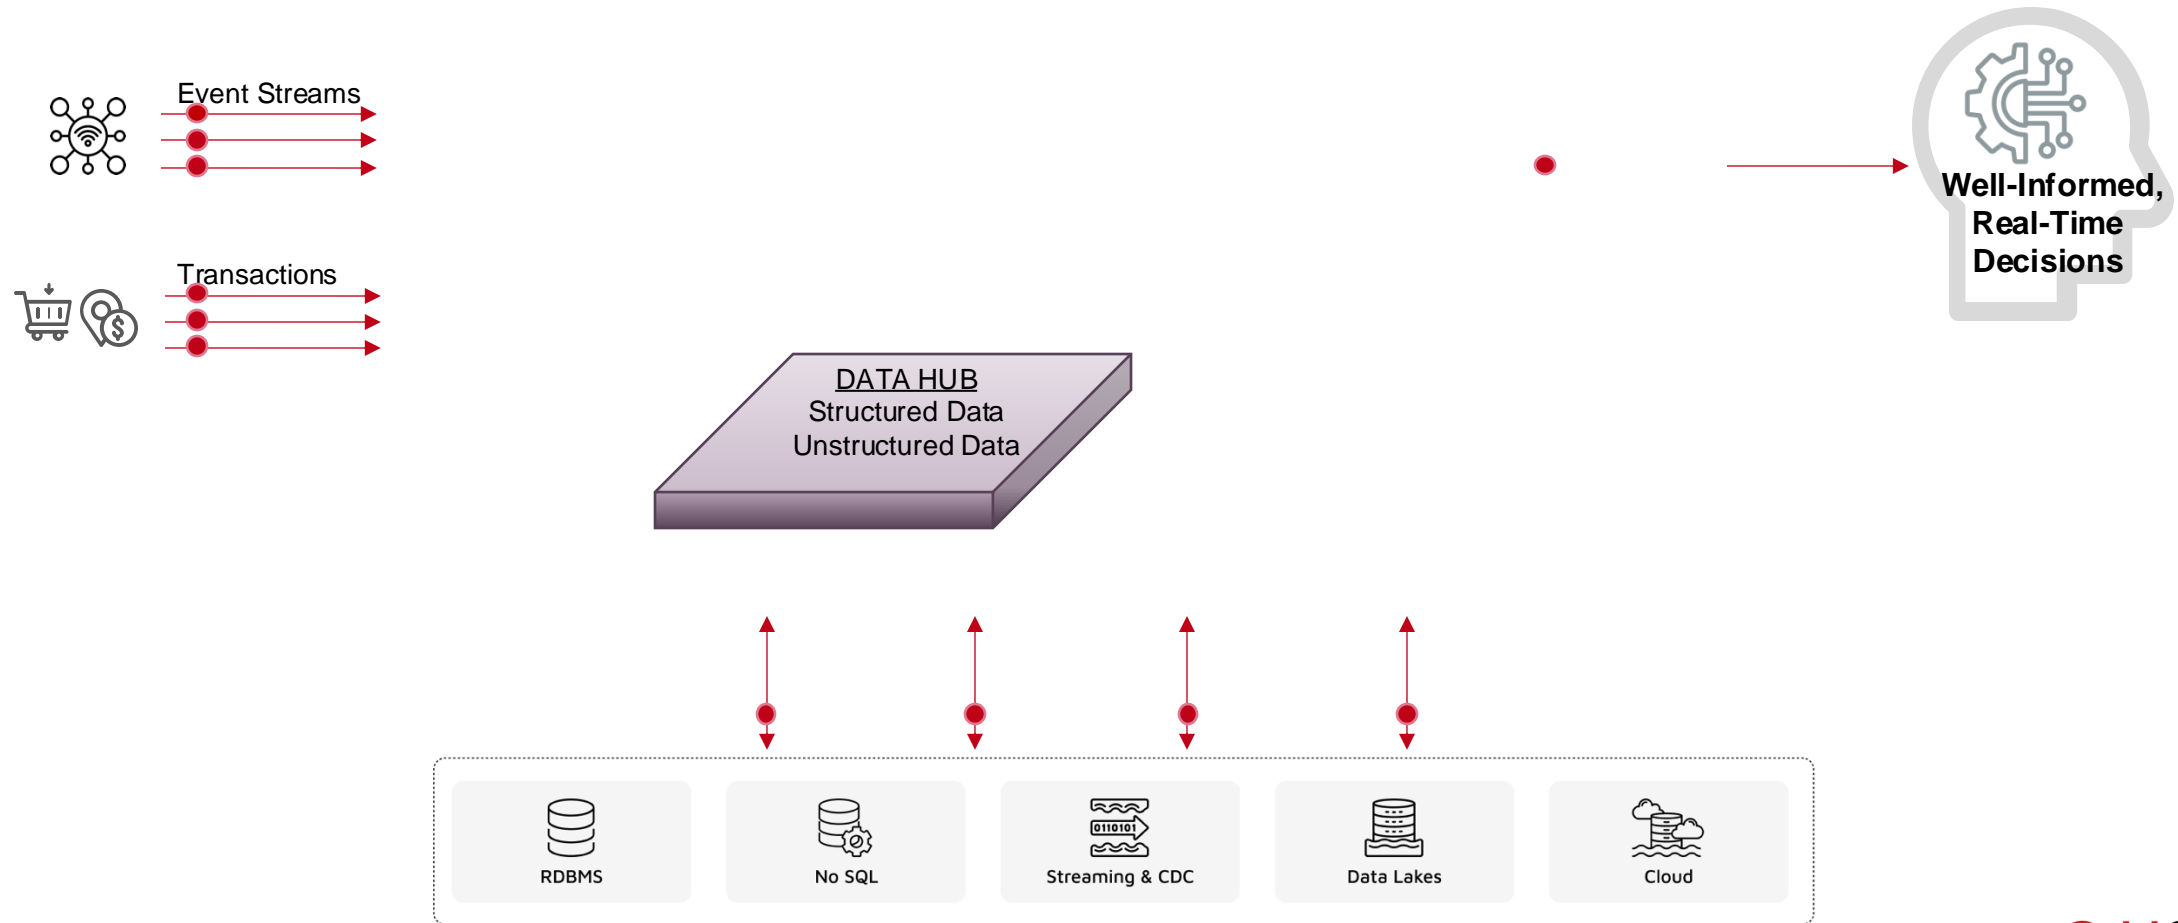 Event Streams
Well-Informed,
Real-Time
Decisions
Transactions
$
DATA HUB
Structured Data
Unstructured Data
0110101
RDBMS
No SQL
Streaming & CDC
Data Lakes
Cloud